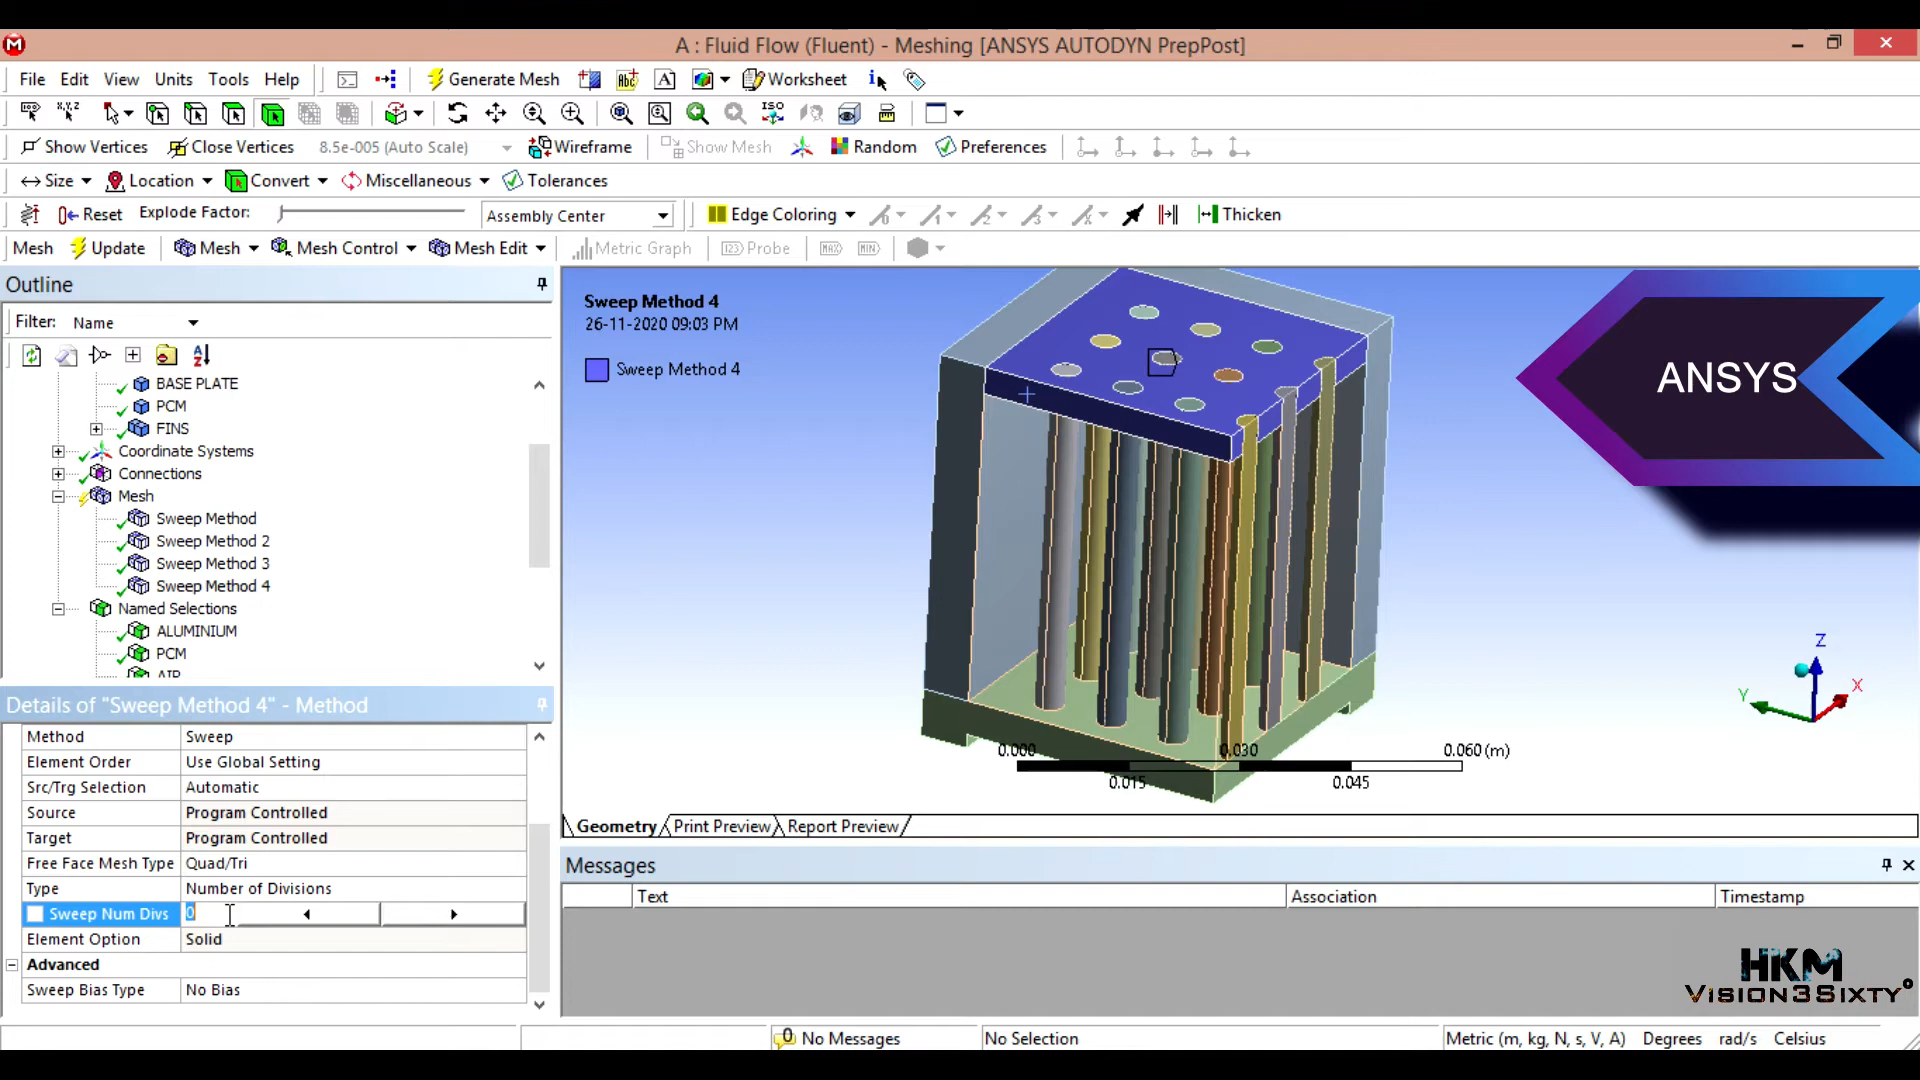 A : Fluid Flow (Fluent) - Meshing [ANSYS AUTODYN PrepPost]
File Edit View Units Tools Help Generate Mesh Worksheet
ISO
Show Vertices Close Vertices 8.5e-005 (Auto Scale) Wireframe Show Mesh Random Preferences
Size Location Convert Miscellaneous Tolerances
Reset Explode Factor: Assembly Center Edge Coloring Thicken
Mesh Update Mesh Mesh Control Mesh Edit Metric Graph Probe MAX MIN
Outline
Filter: Name
BASE PLATE
PCM
FINS
Coordinate Systems
Connections
Mesh
Sweep Method
Sweep Method 2
Sweep Method 3
Sweep Method 4
Named Selections
ALUMINIUM
PCM
AIR
Details of "Sweep Method 4" - Method
Method Sweep
Element Order Use Global Setting
Src/Trg Selection Automatic
Source Program Controlled
Target Program Controlled
Free Face Mesh Type Quad/Tri
Type Number of Divisions
Sweep Num Divs 0
Element Option Solid
Advanced
Sweep Bias Type No Bias
Sweep Method 4
26-11-2020 09:03 PM
Sweep Method 4
ANSYS
Z
Y X
0.000 0.030 0.060 (m)
0.015 0.045
Geometry Print Preview Report Preview
Messages
Text Association Timestamp
HKM
Vision3Sixty°
No Messages No Selection Metric (m, kg, N, s, V, A) Degrees rad/s Celsius